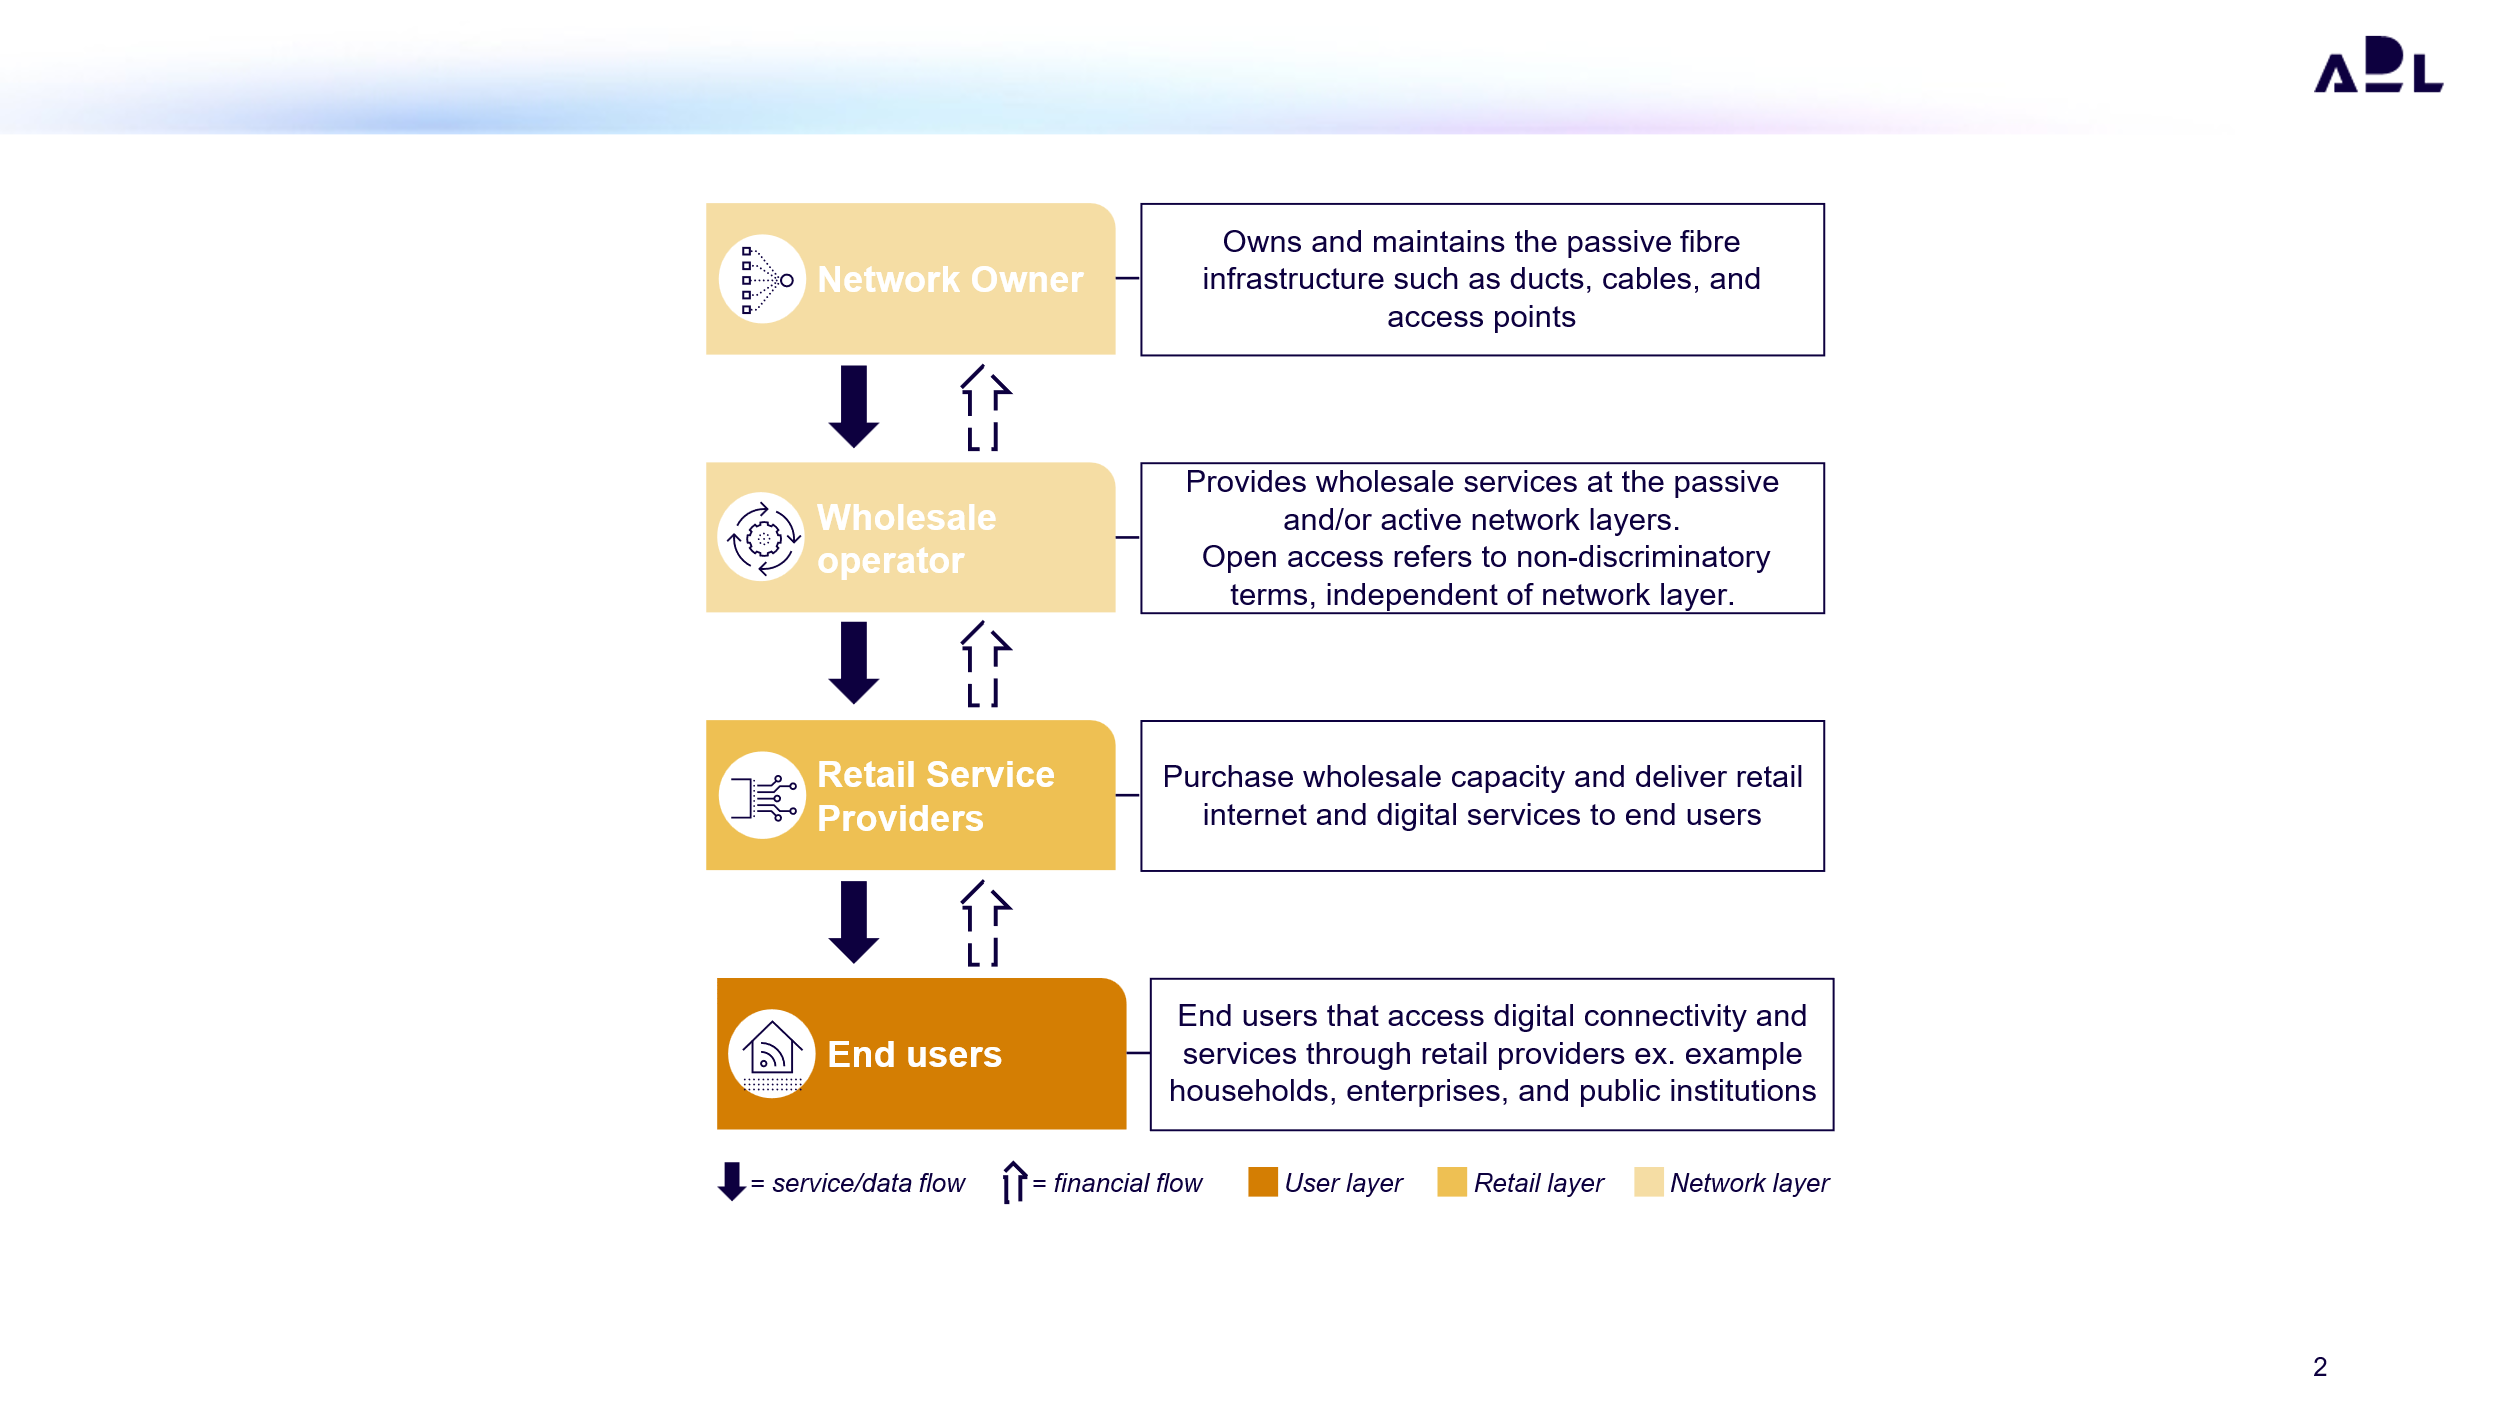 ADL
Network Owner
Owns and maintains the passive fibre
infrastructure such as ducts, cables, and
access points
Wholesale
operator
Provides wholesale services at the passive
and/or active network layers.
Open access refers to non-discriminatory
terms, independent of network layer.
Retail Service
Providers
Purchase wholesale capacity and deliver retail
internet and digital services to end users
End users
End users that access digital connectivity and
services through retail providers ex. example
households, enterprises, and public institutions
= service/data flow
= financial flow
User layer
Retail layer
Network layer
2